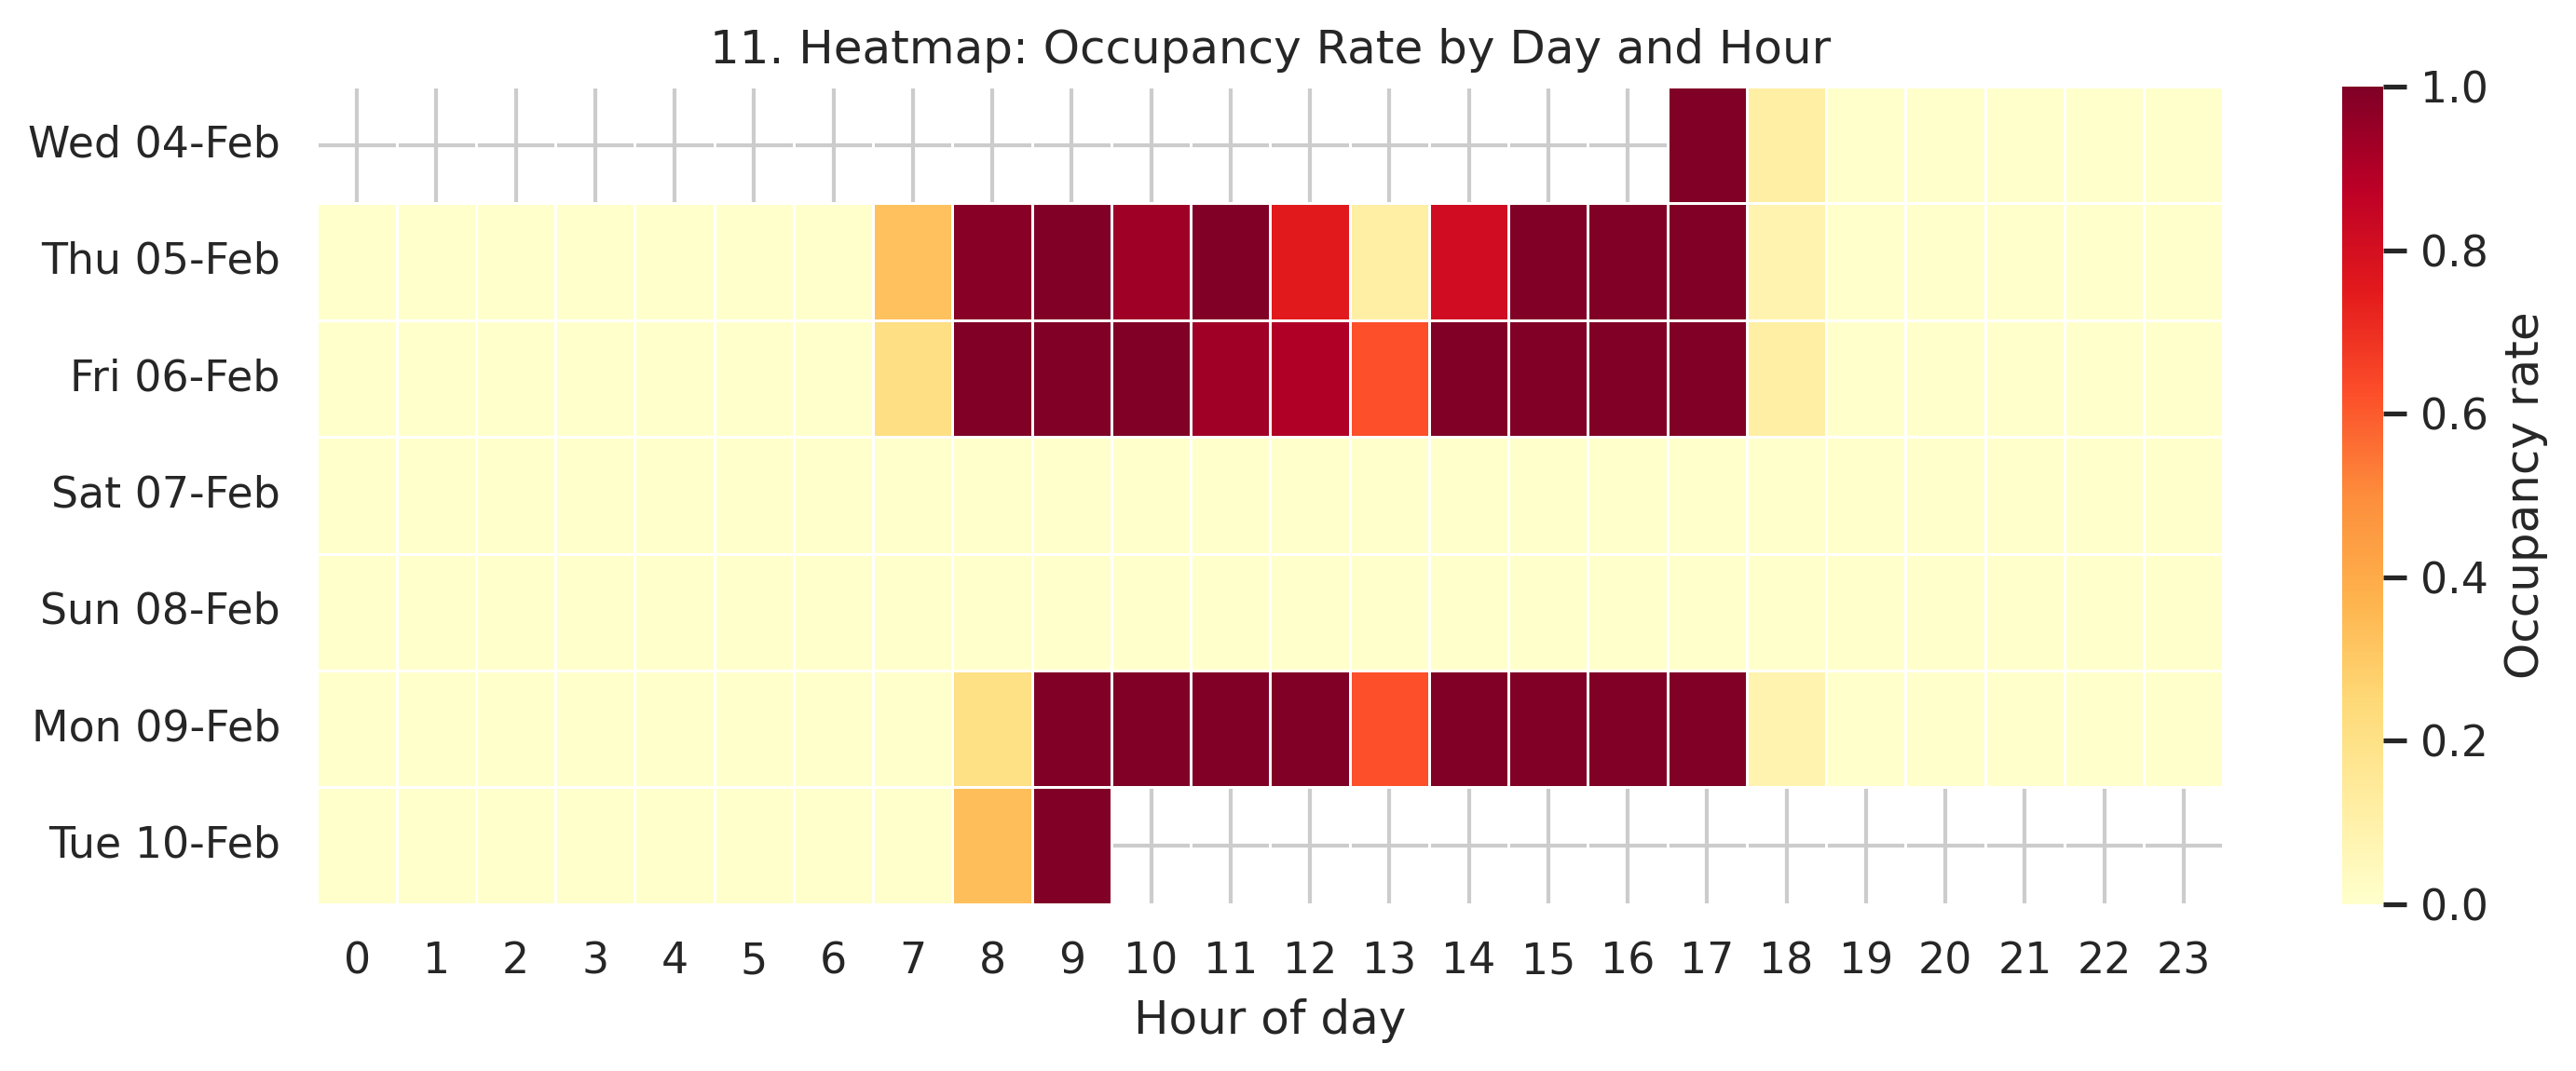 11. Heatmap: Occupancy Rate by Day and Hour
Wed 04-Feb
Thu 05-Feb
Fri 06-Feb
Sat 07-Feb
Sun 08-Feb
Mon 09-Feb
Tue 10-Feb
0 1 2 3 4 5 6 7 8 9 10 11 12 13 14 15 16 17 18 19 20 21 22 23
Hour of day
1.0
0.8
0.6
0.4
0.2
0.0
Occupancy rate